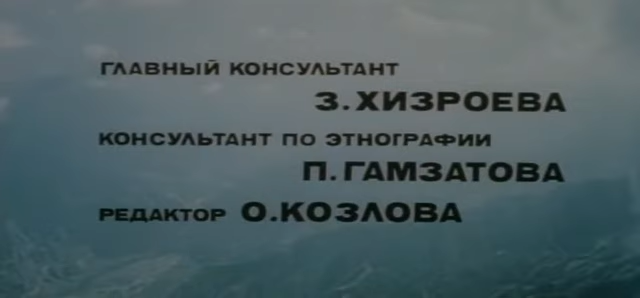 ГЛАВНЫЙ КОНСУЛЬТАНТ
З.ХИЗРОЕВА
КОНСУЛЬТАНТ ПО ЭТНОГРАФИИ
П.ГАМЗАТОВА
РЕДАКТОР О.КОЗЛОВА